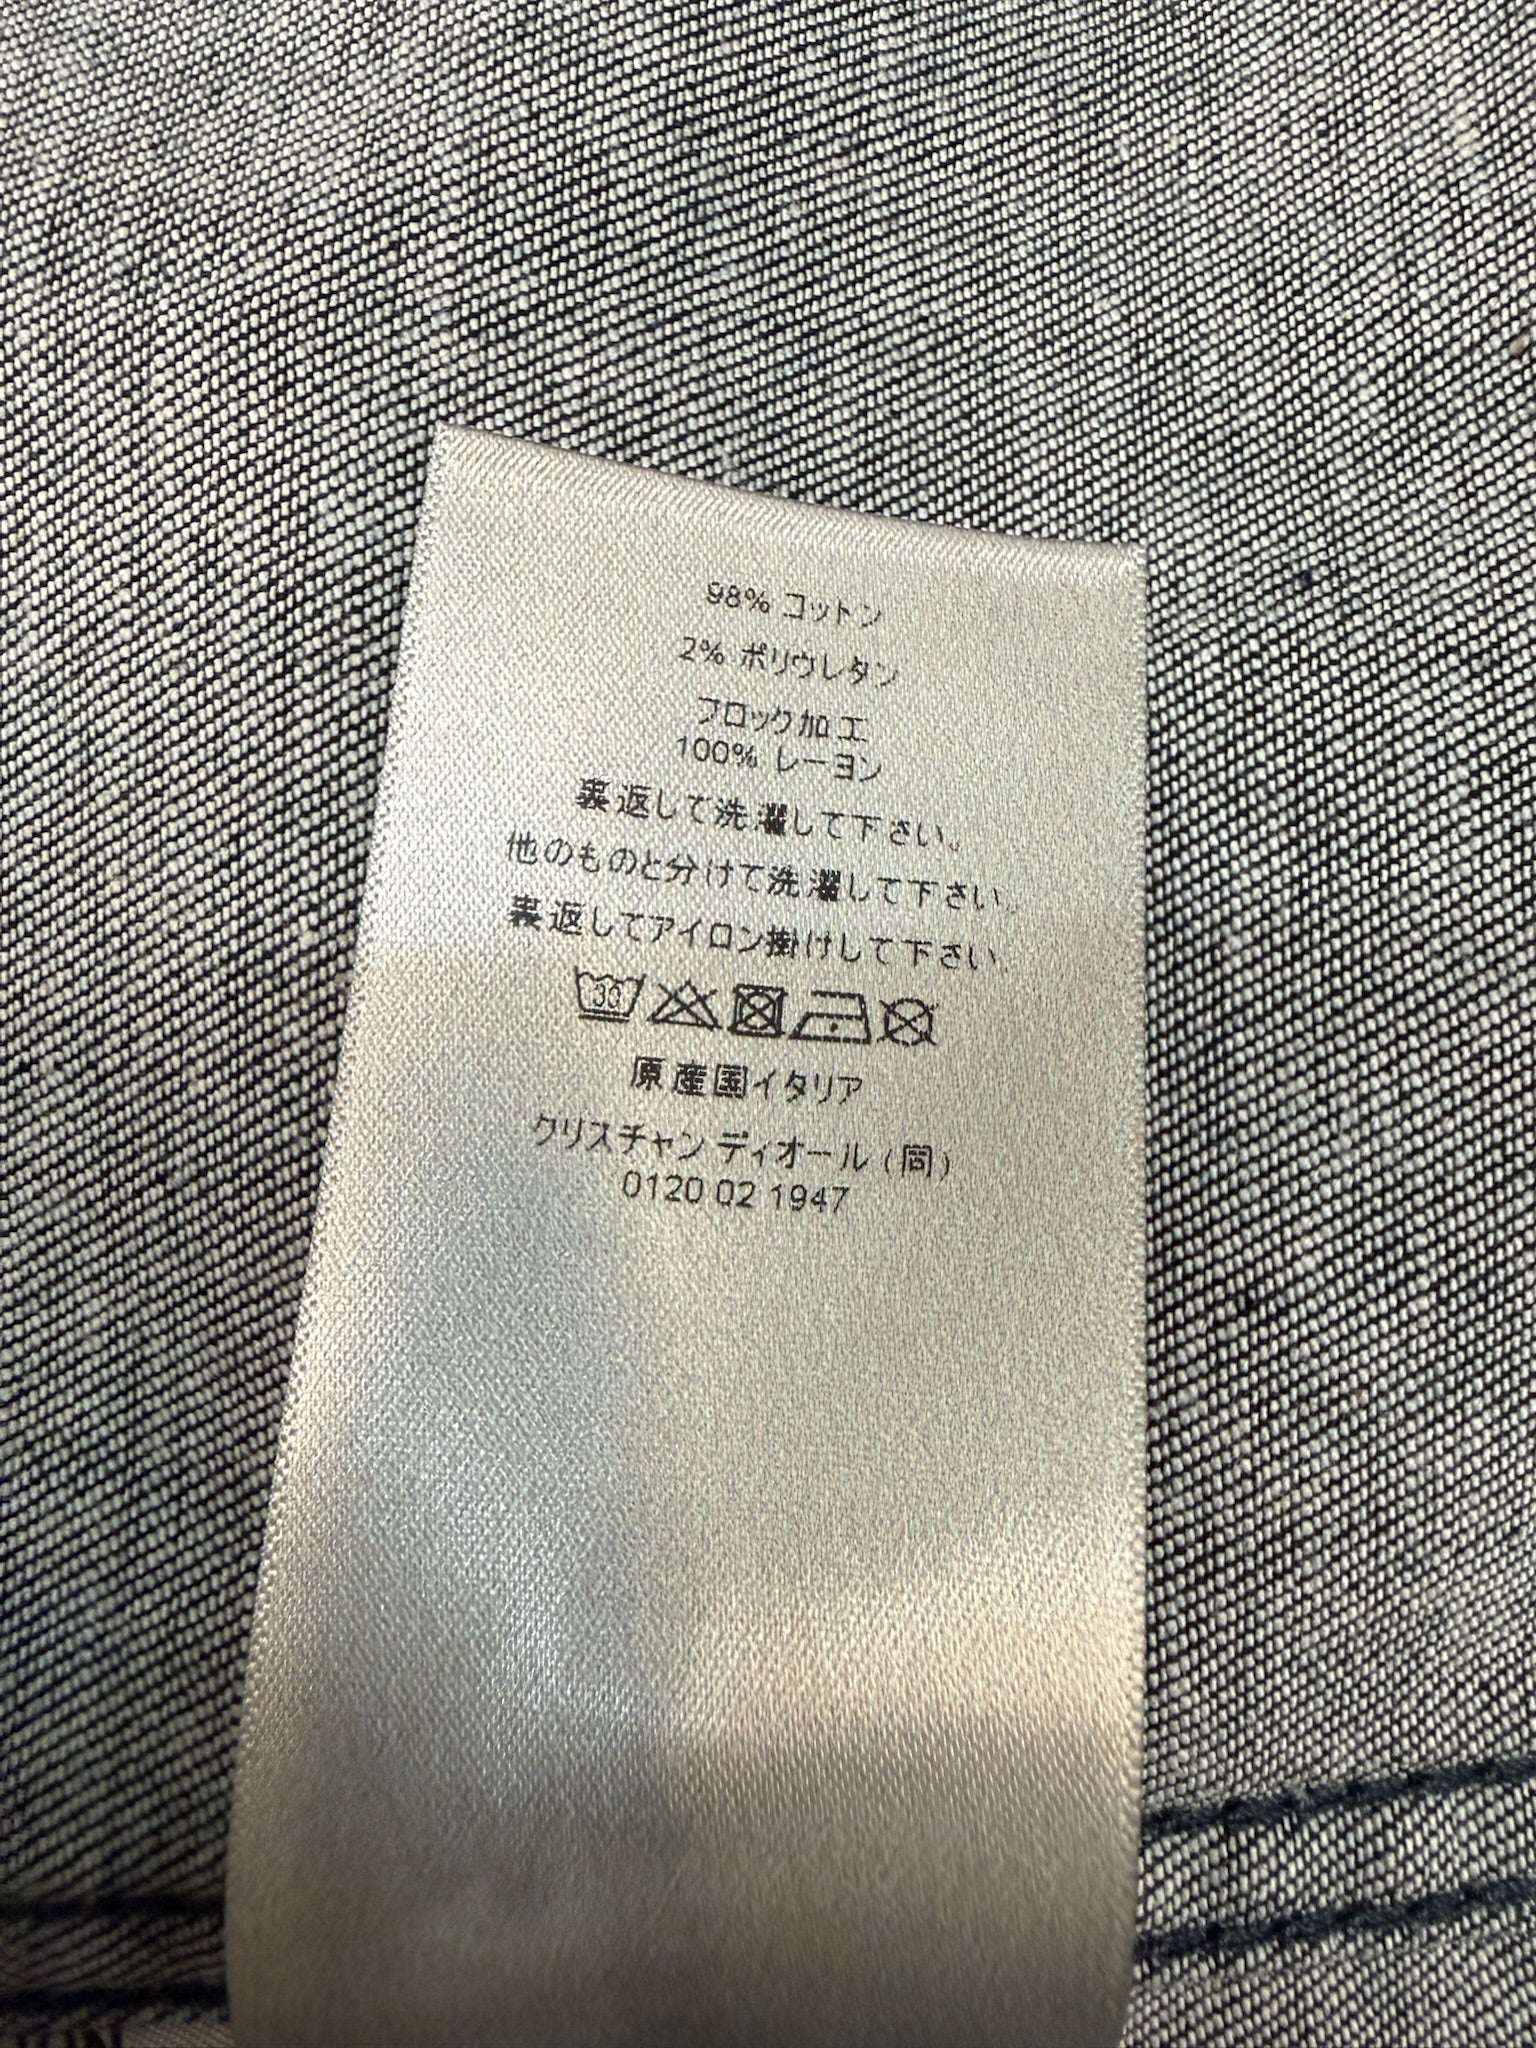 98% コットン
2% ポリウレタン
フロック加工
100% レーヨン
裏返して洗濯して下さい。
他のものと分けて洗濯して下さい。
裏返してアイロン掛けして下さい。
30
原産国イタリア
クリスチャン ディオール (同)
0120 02 1947